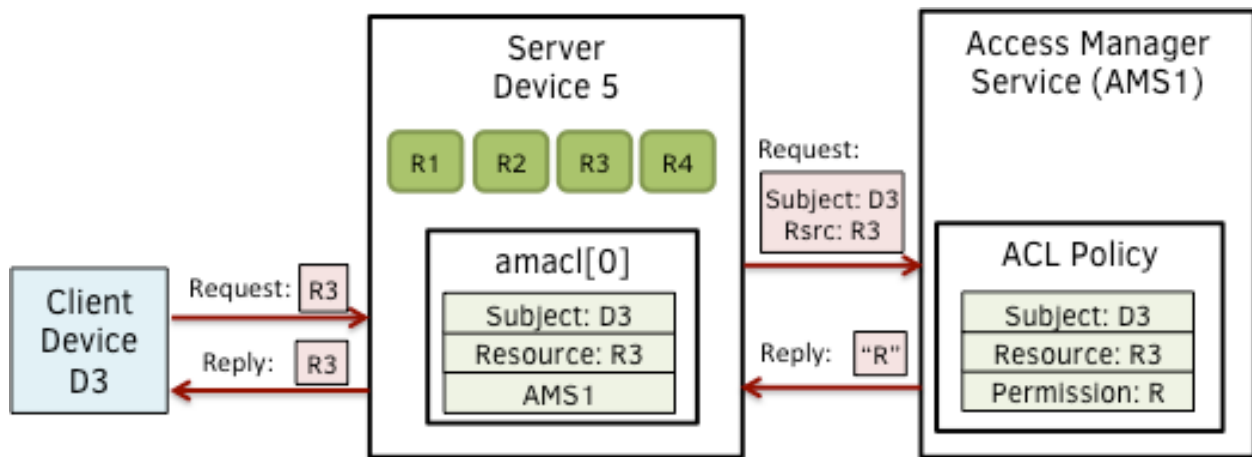 Client
Device
D3
Request: R3
Reply: R3
Server
Device 5
R1 R2 R3 R4
amacl[0]
Subject: D3
Resource: R3
AMS1
Request:
Subject: D3
Rsrc: R3
Reply: “R”
Access Manager
Service (AMS1)
ACL Policy
Subject: D3
Resource: R3
Permission: R